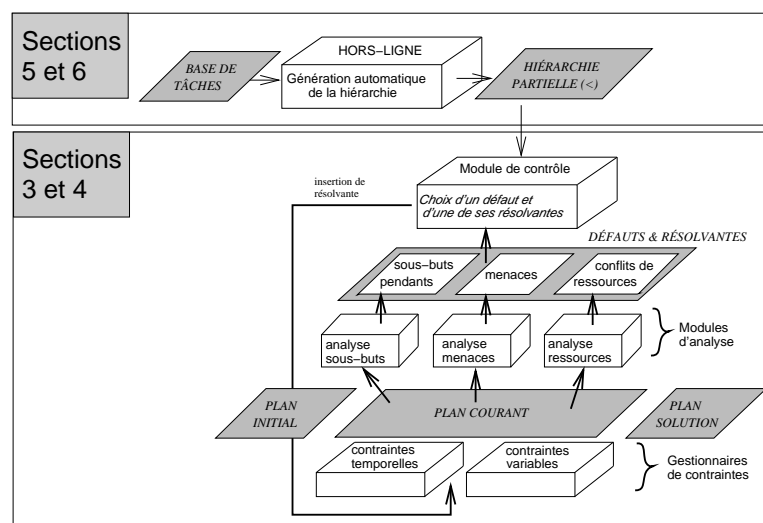 Sections
5 et 6
HORS-LIGNE
BASE DE
TÂCHES
Génération automatique
de la hiérarchie
HIÉRARCHIE
PARTIELLE (<)
Sections
3 et 4
Module de contrôle
insertion de
résolvante
Choix d'un défaut et
d'une de ses résolvantes
DÉFAUTS & RÉSOLVANTES
sous-buts
pendants
menaces
conflits de
ressources
analyse
sous-buts
analyse
menaces
analyse
ressources
Modules
d'analyse
PLAN
INITIAL
PLAN COURANT
PLAN
SOLUTION
contraintes
temporelles
contraintes
variables
Gestionnaires
de contraintes